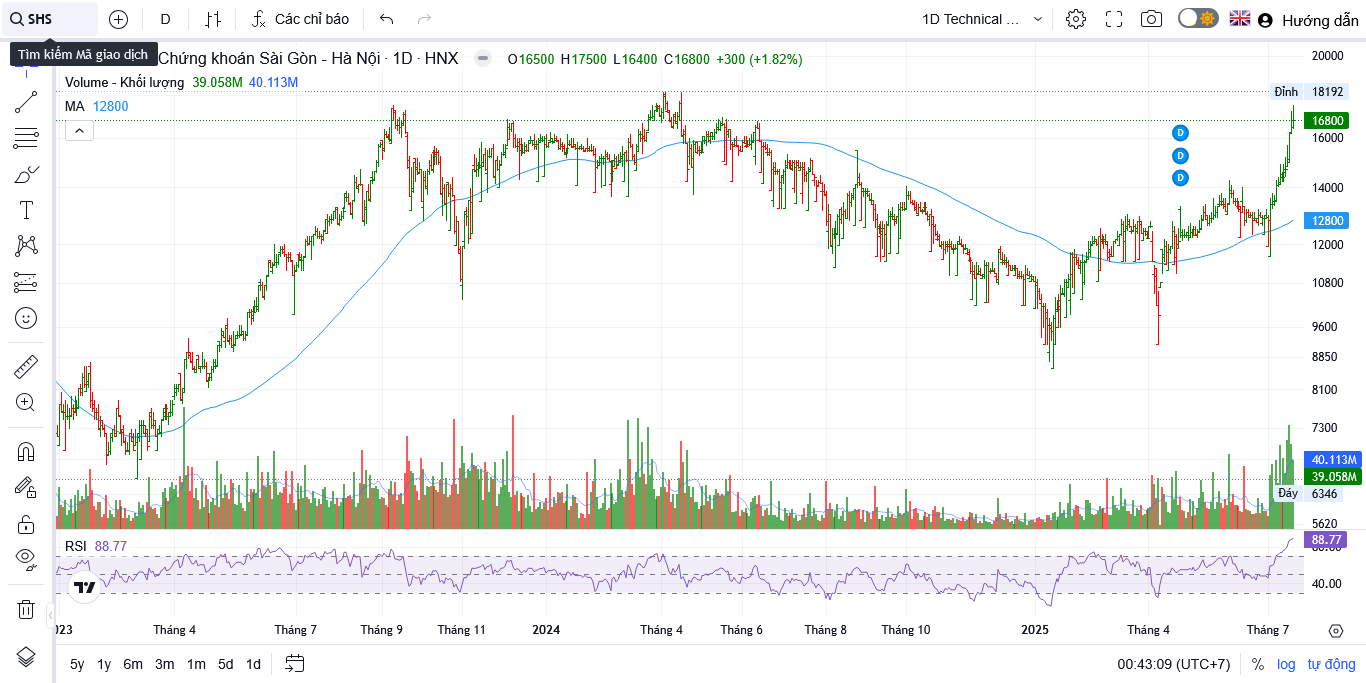 SHS
D
Các chỉ báo
1D Technical ...
Hướng dẫn
Tìm kiếm Mã giao dịch
Chứng khoán Sài Gòn - Hà Nội · 1D · HNX
O16500 H17500 L16400 C16800 +300 (+1.82%)
Volume - Khối lượng 39.058M 40.113M
MA 12800
20000
Đỉnh 18192
16800
16000
D
D
D
14000
12800
12000
10800
9600
8850
8100
7300
40.113M
39.058M
Đáy 6346
5620
RSI 88.77
88.77
40.00
Tháng 4
Tháng 7
Tháng 9
Tháng 11
2024
Tháng 4
Tháng 6
Tháng 8
Tháng 10
2025
Tháng 4
Tháng 7
5y 1y 6m 3m 1m 5d 1d
00:43:09 (UTC+7)
% log tự động